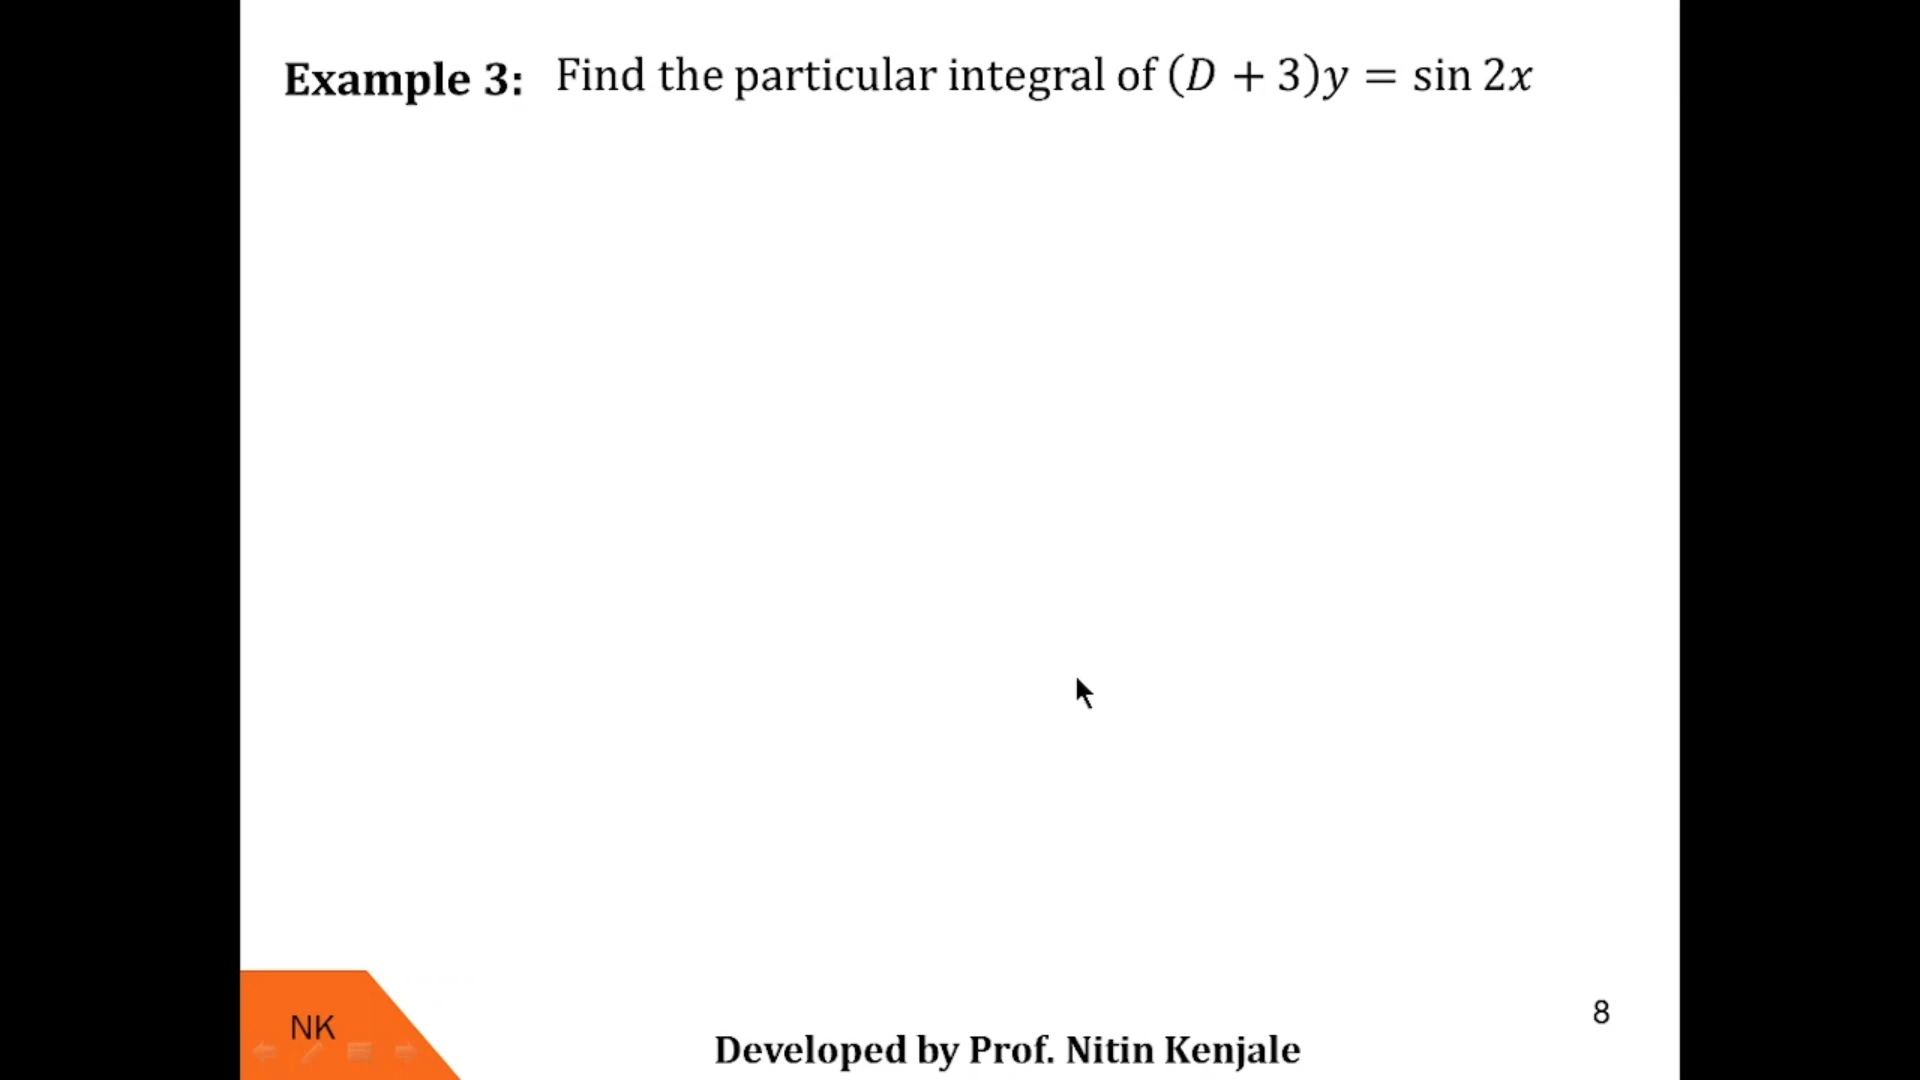 Example 3: Find the particular integral of (D + 3)y = sin 2x
NK
8
Developed by Prof. Nitin Kenjale